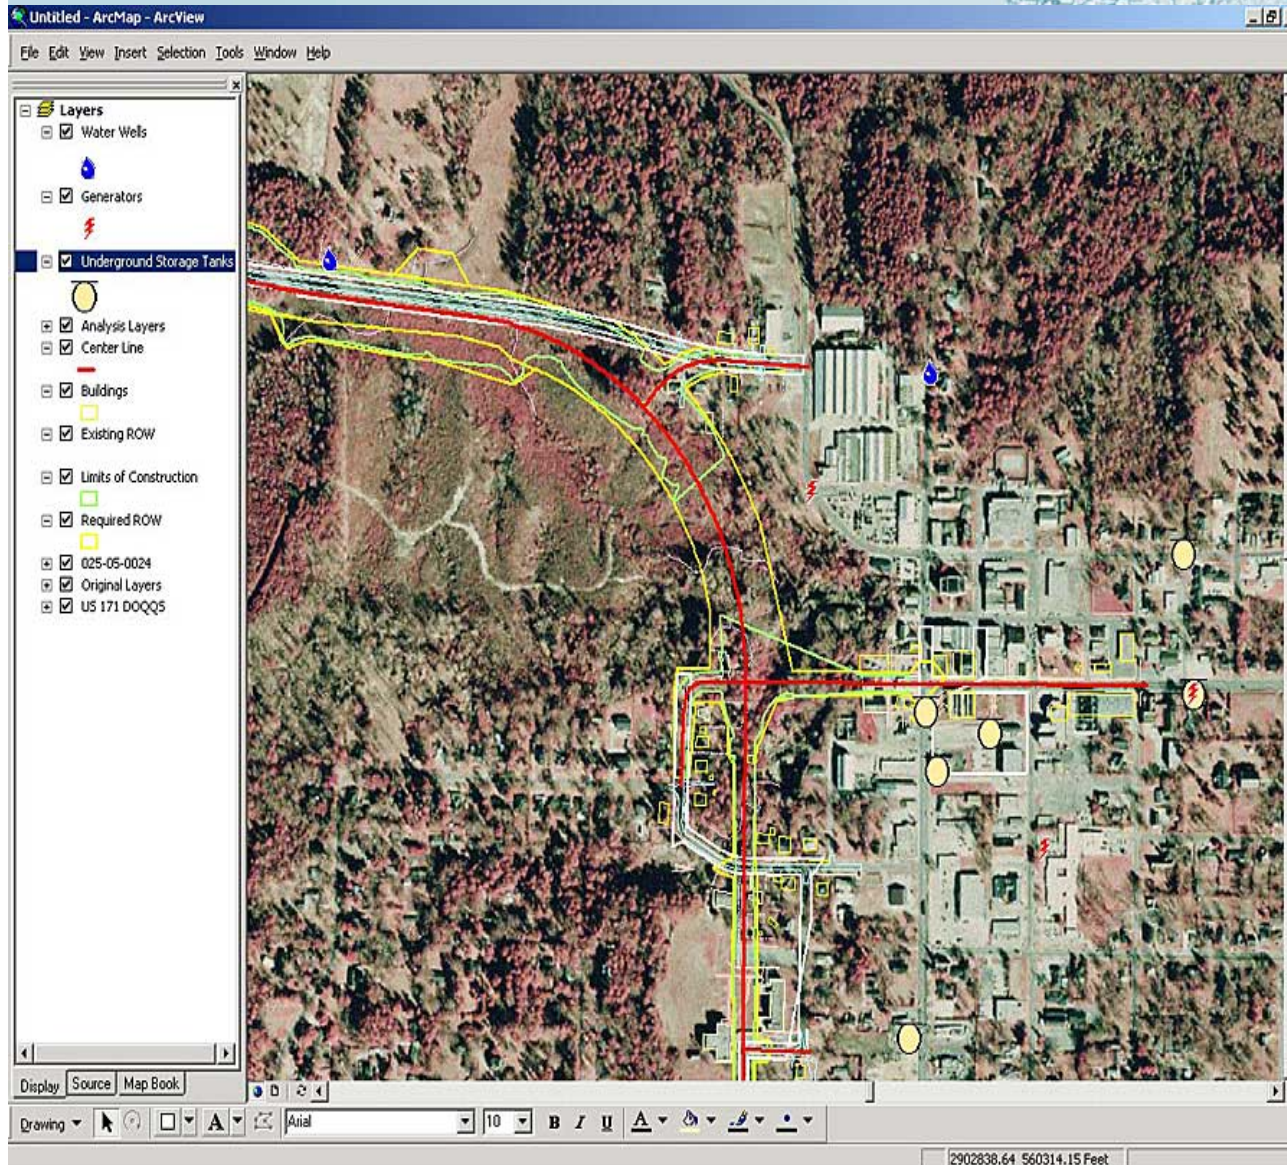 Untitled - ArcMap - ArcView
File Edit View Insert Selection Tools Window Help
Layers
Water Wells
Generators
Underground Storage Tanks
Analysis Layers
Center Line
Buildings
Existing ROW
Limits of Construction
Required ROW
025-05-0024
Original Layers
US 171 DOQQS
Display Source Map Book
Drawing A Arial 10 B I U A
2902838.64 560314.15 Feet